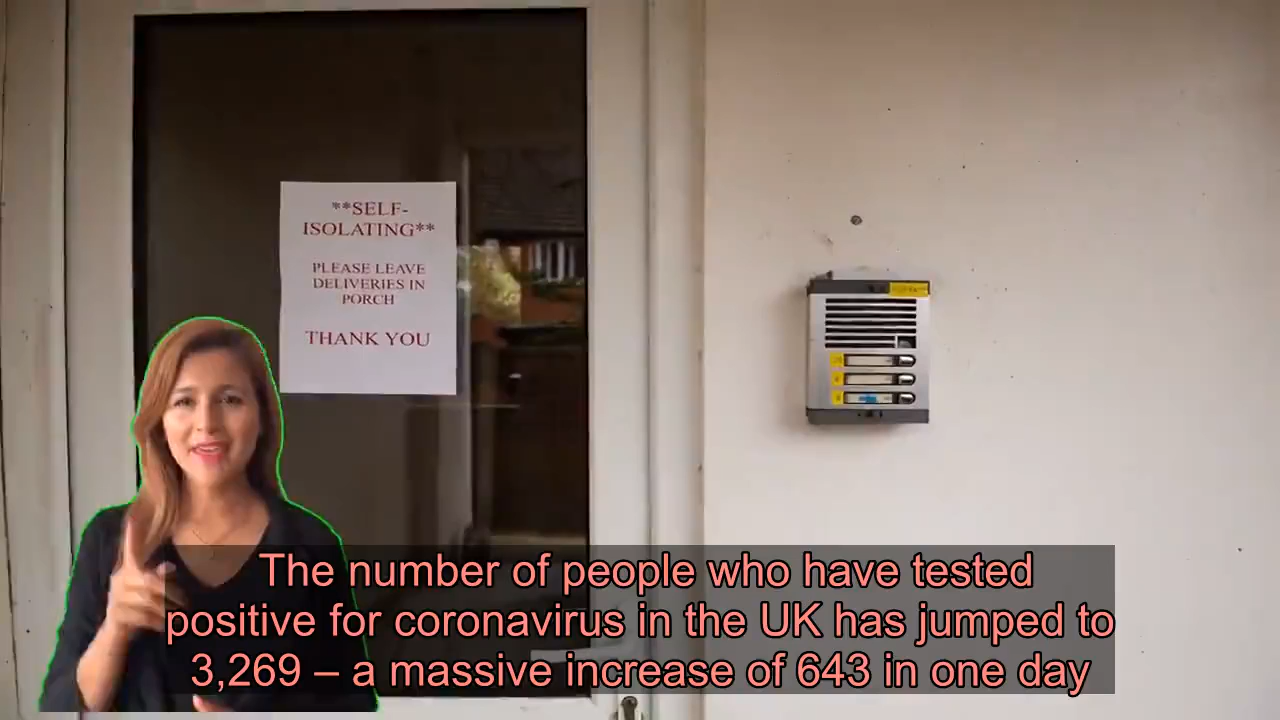 **SELF-
ISOLATING**
PLEASE LEAVE
DELIVERIES IN
PORCH
THANK YOU
The number of people who have tested
positive for coronavirus in the UK has jumped to
3,269 – a massive increase of 643 in one day